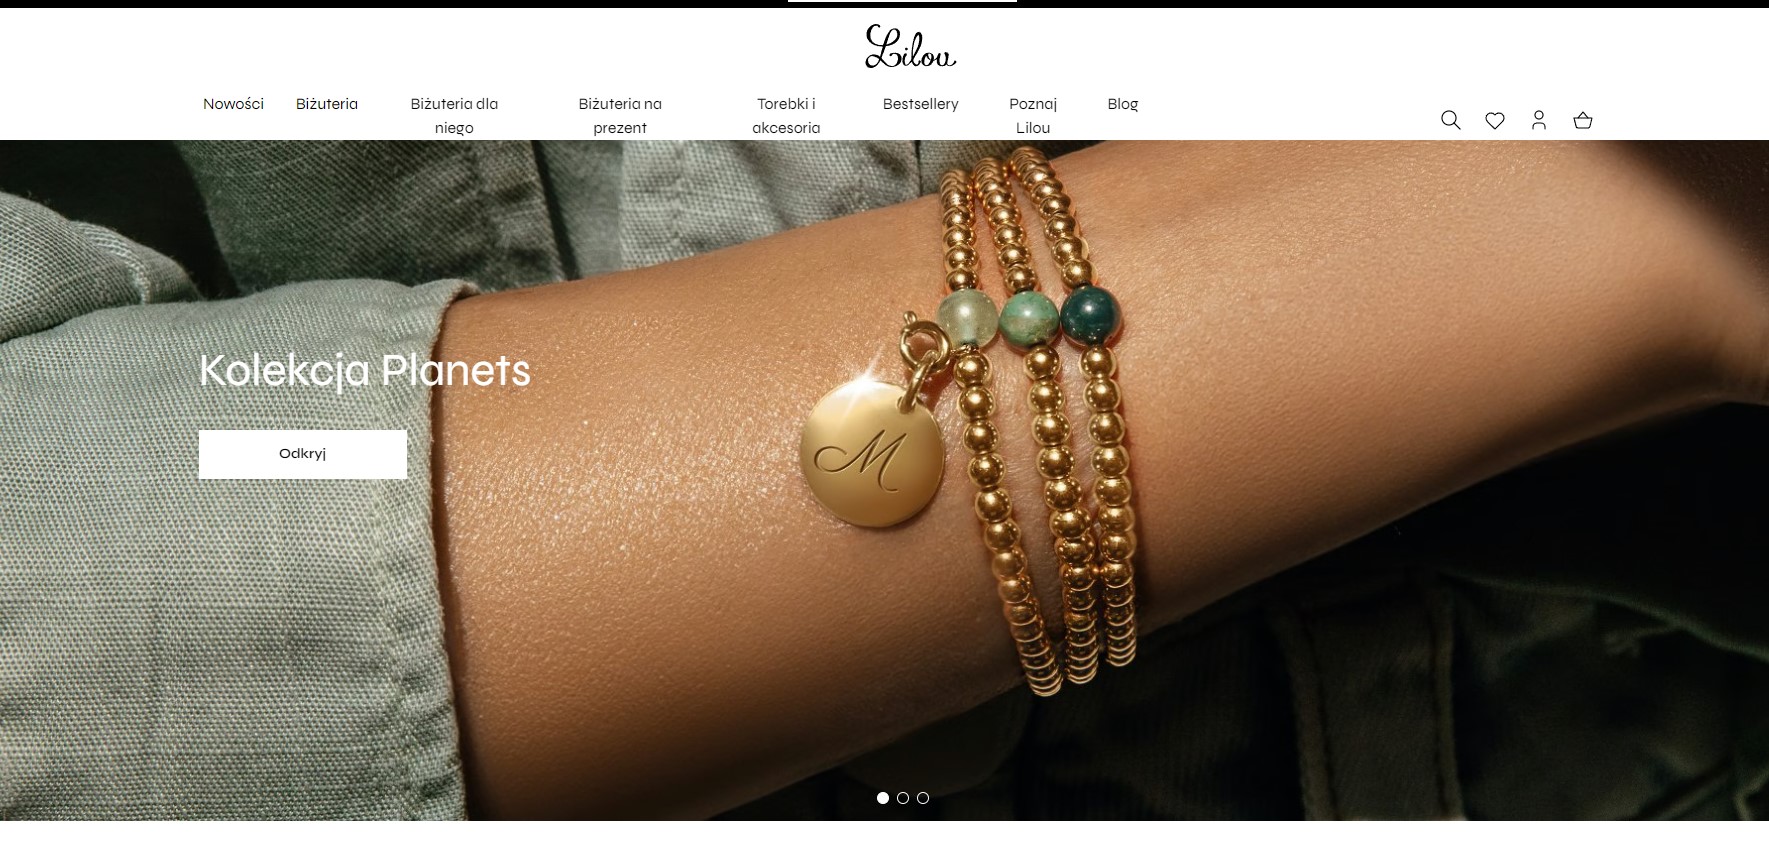 Lilou
Nowości
Biżuteria
Biżuteria dla
niego
Biżuteria na
prezent
Torebki i
akcesoria
Bestsellery
Poznaj
Lilou
Blog
Kolekcja Planets
Odkryj
M